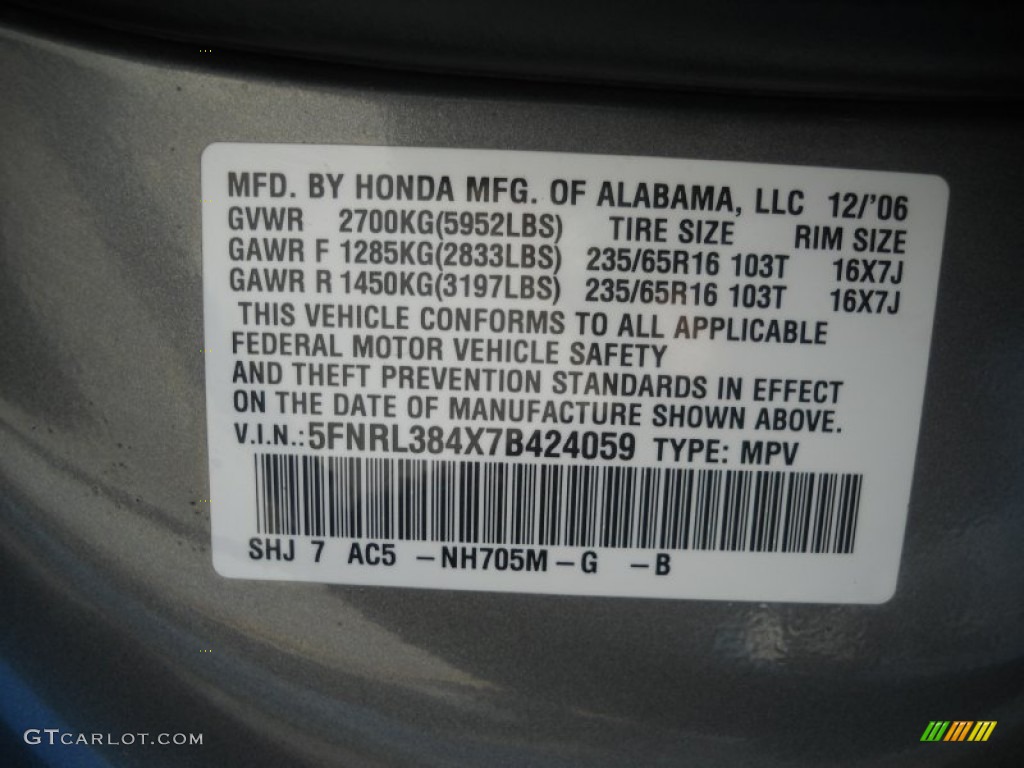 MFD. BY HONDA MFG. OF ALABAMA, LLC 12/'06
GVWR 2700KG(5952LBS) TIRE SIZE RIM SIZE
GAWR F 1285KG(2833LBS) 235/65R16 103T 16X7J
GAWR R 1450KG(3197LBS) 235/65R16 103T 16X7J
THIS VEHICLE CONFORMS TO ALL APPLICABLE
FEDERAL MOTOR VEHICLE SAFETY
AND THEFT PREVENTION STANDARDS IN EFFECT
ON THE DATE OF MANUFACTURE SHOWN ABOVE.
V.I.N.:5FNRL384X7B424059 TYPE: MPV
SHJ 7 AC5 -NH705M-G -B
GTCARLOT.COM